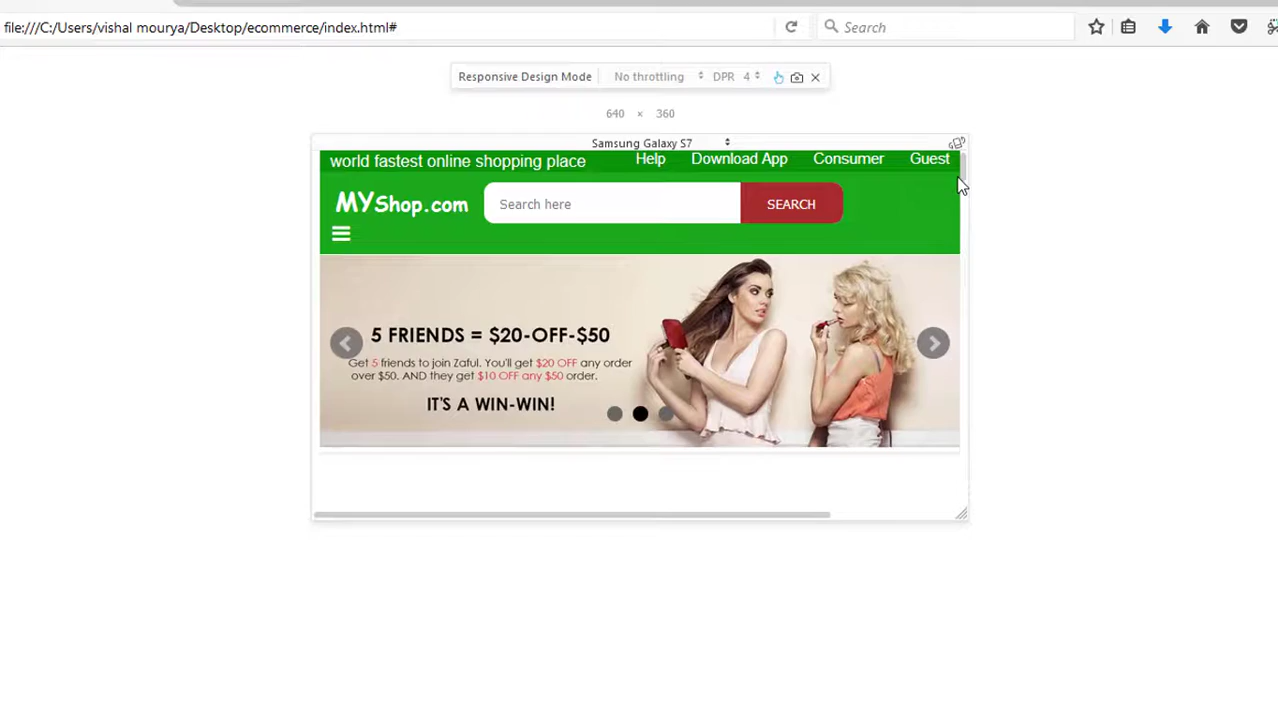 file:///C:/Users/vishal mourya/Desktop/ecommerce/index.html#
Search
Responsive Design Mode No throttling DPR 4
640 × 360
Samsung Galaxy S7
world fastest online shopping place Help Download App Consumer Guest
MYShop.com Search here SEARCH
5 FRIENDS = $20-OFF-$50
Get 5 friends to join Zaful. You'll get $20 OFF any order
over $50. AND they get $10 OFF any $50 order.
IT'S A WIN-WIN!